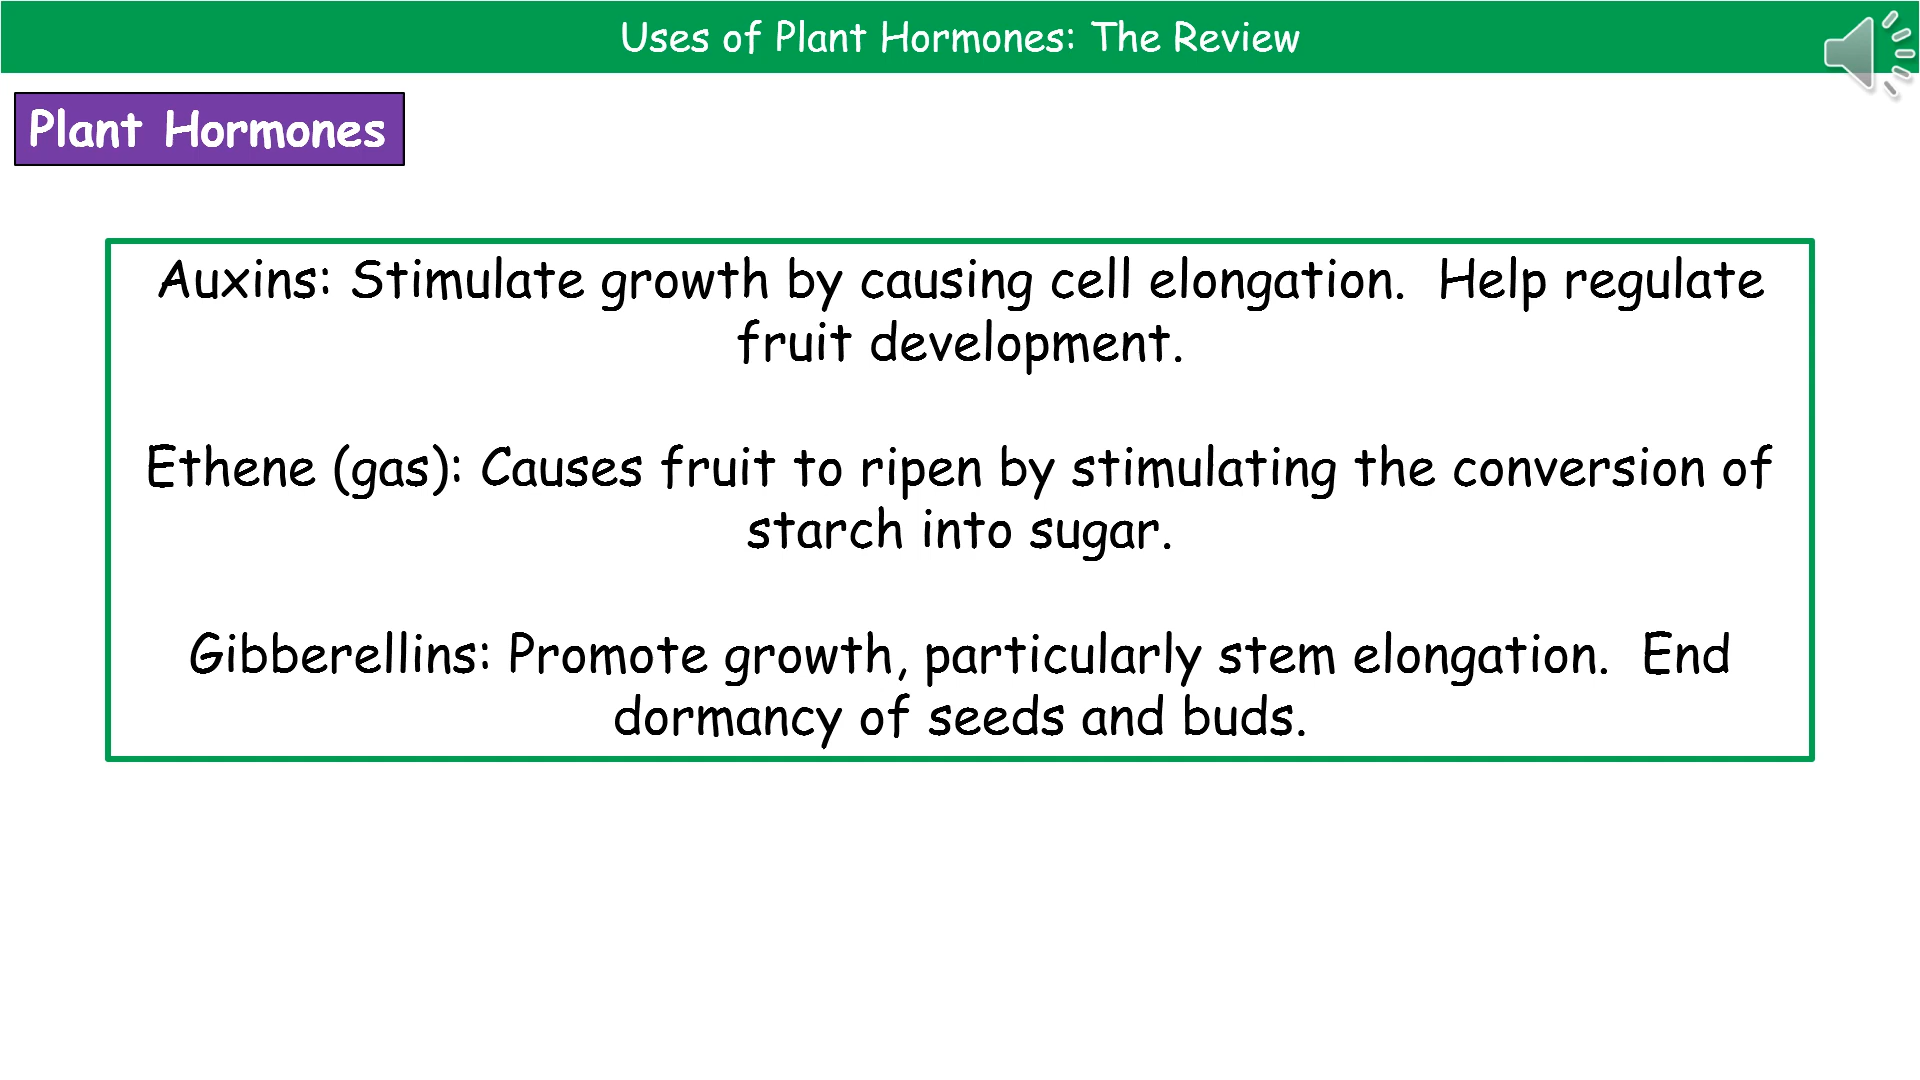 Uses of Plant Hormones: The Review
Plant Hormones
Auxins: Stimulate growth by causing cell elongation.  Help regulate
fruit development.
Ethene (gas): Causes fruit to ripen by stimulating the conversion of
starch into sugar.
Gibberellins: Promote growth, particularly stem elongation.  End
dormancy of seeds and buds.